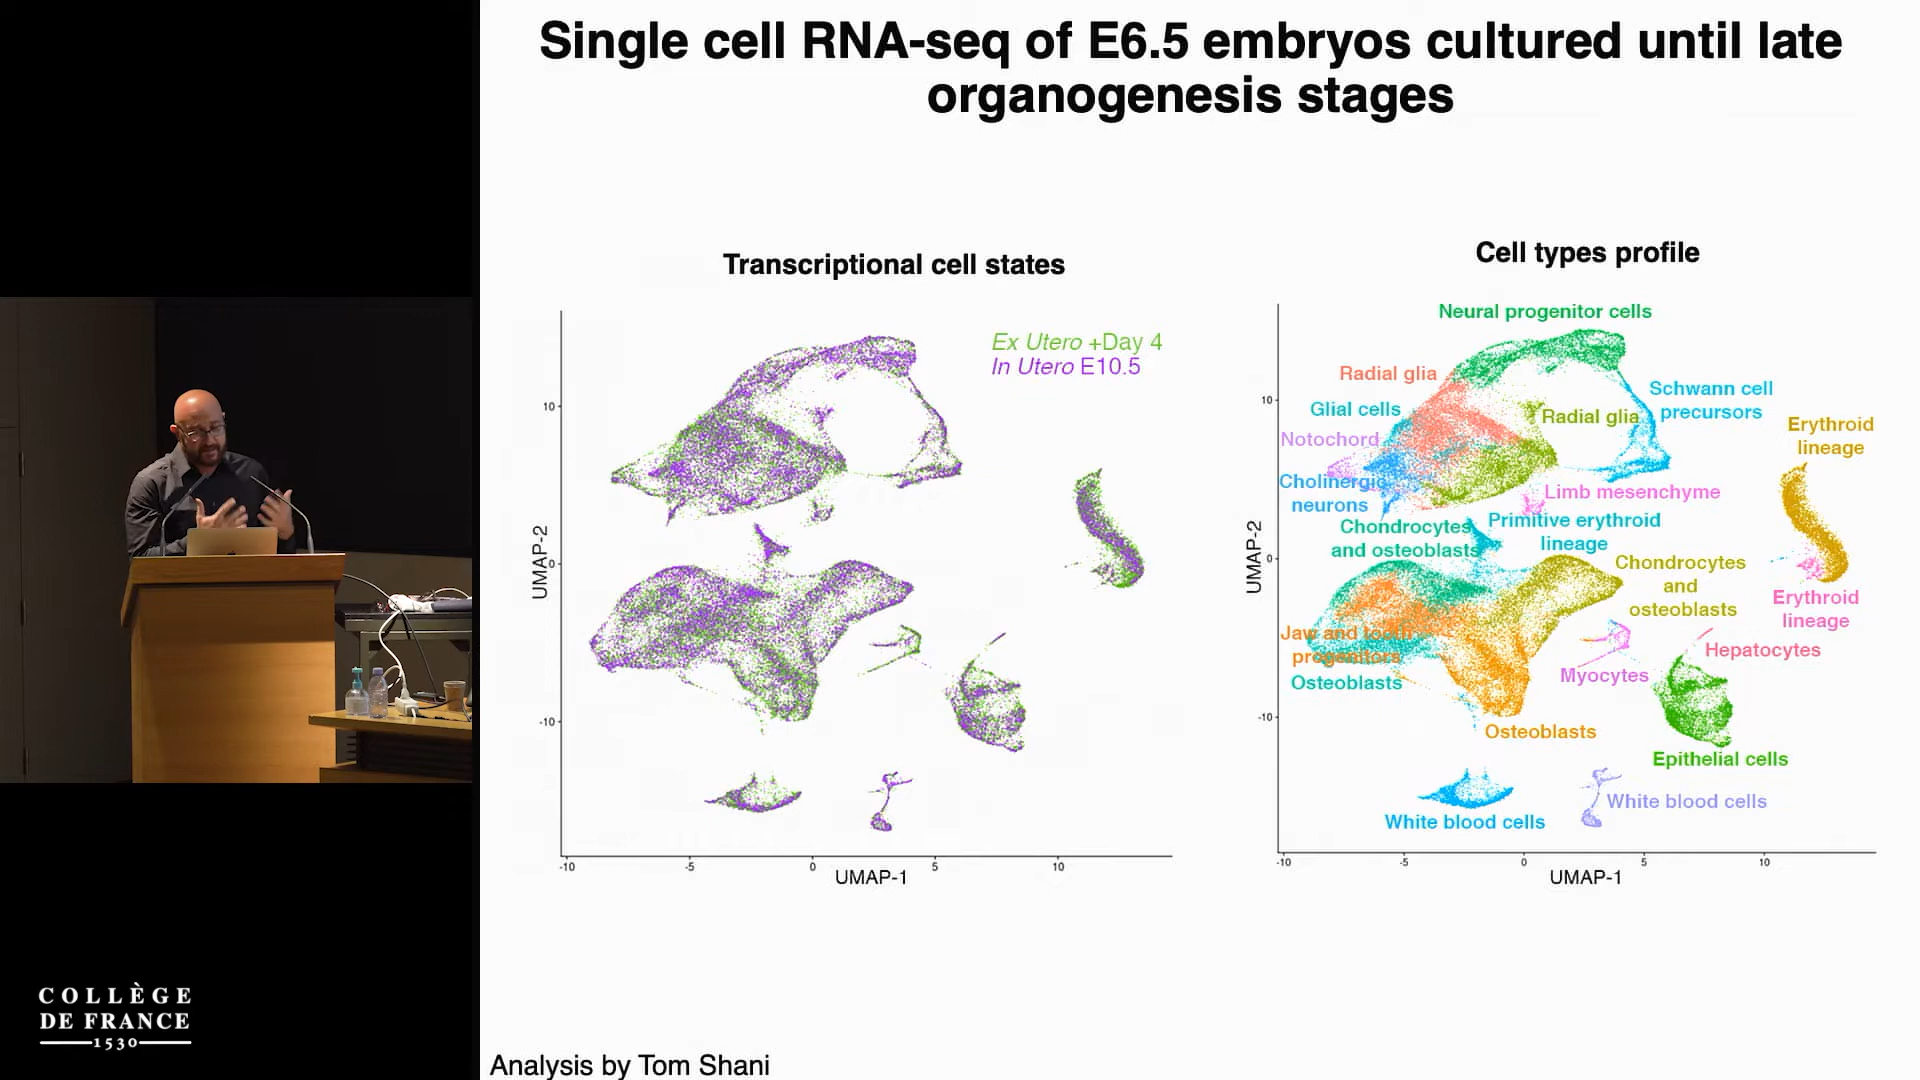 Single cell RNA-seq of E6.5 embryos cultured until late
organogenesis stages
Transcriptional cell states
Ex Utero +Day 4
In Utero E10.5
UMAP-2
10
0
-10
-10
-5
0
5
10
UMAP-1
Cell types profile
Neural progenitor cells
Radial glia
Glial cells
Notochord
Cholinergic
neurons
Radial glia
Schwann cell
precursors
Erythroid
lineage
Limb mesenchyme
Chondrocytes
and osteoblasts
Primitive erythroid
lineage
Chondrocytes
and
osteoblasts
Erythroid
lineage
Jaw and tooth
progenitors
Osteoblasts
Hepatocytes
Myocytes
Osteoblasts
Epithelial cells
White blood cells
White blood cells
UMAP-2
10
0
-10
-10
-5
0
5
10
UMAP-1
COLLÈGE
DE FRANCE
1530
Analysis by Tom Shani